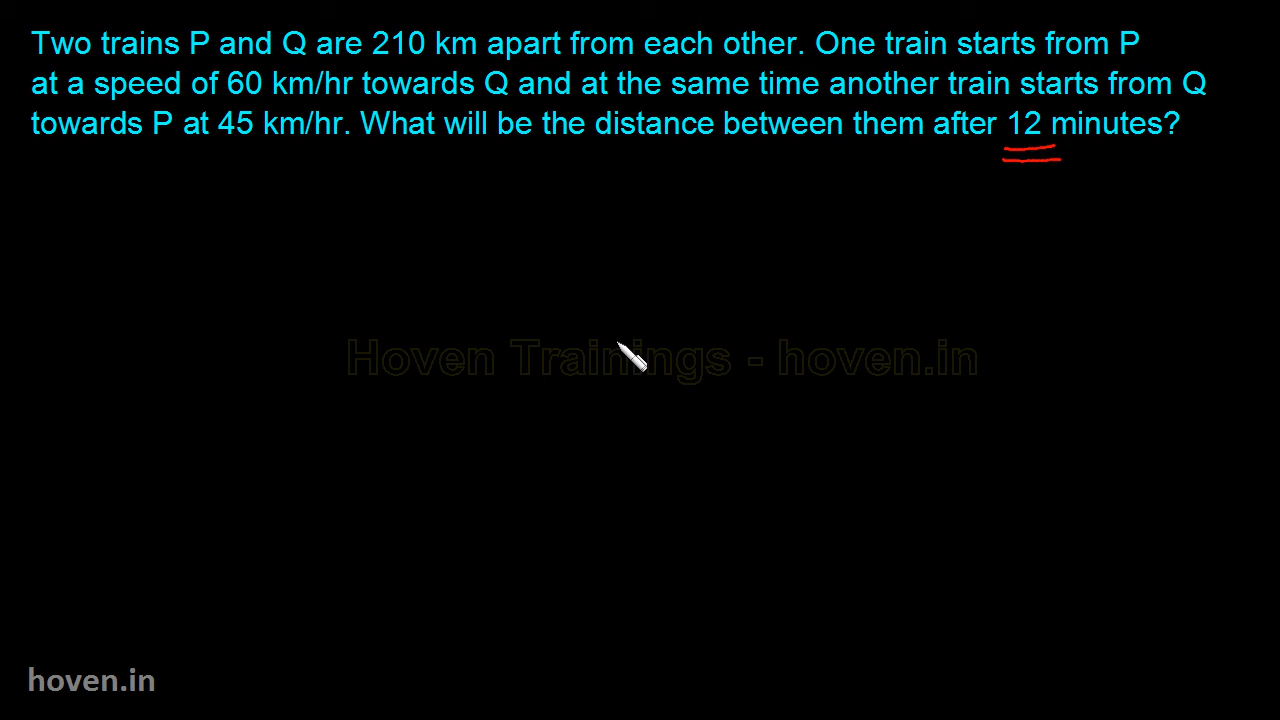 Two trains P and Q are 210 km apart from each other. One train starts from P
at a speed of 60 km/hr towards Q and at the same time another train starts from Q
towards P at 45 km/hr. What will be the distance between them after 12 minutes?
Hoven Trainings - hoven.in
hoven.in